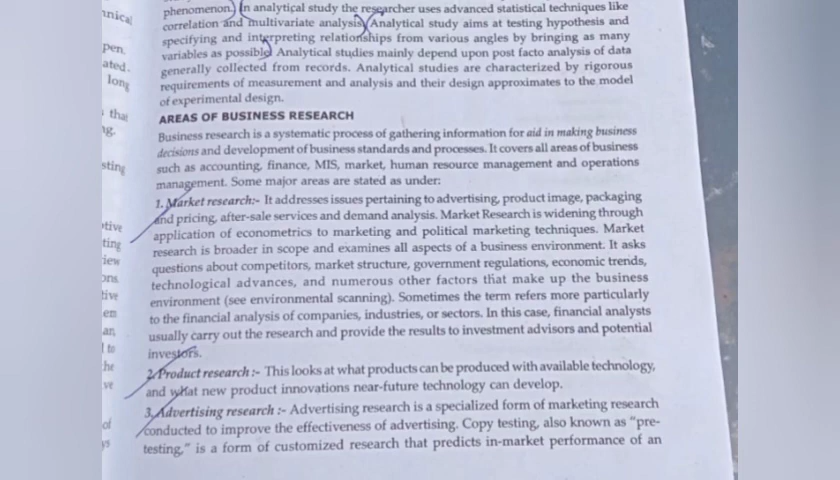 phenomenon. In analytical study the researcher uses advanced statistical techniques like
correlation and multivariate analysis. Analytical study aims at testing hypothesis and
specifying and interpreting relationships from various angles by bringing as many
variables as possible. Analytical studies mainly depend upon post facto analysis of data
generally collected from records. Analytical studies are characterized by rigorous
requirements of measurement and analysis and their design approximates to the model
of experimental design.
AREAS OF BUSINESS RESEARCH
Business research is a systematic process of gathering information for aid in making business
decisions and development of business standards and processes. It covers all areas of business
such as accounting, finance, MIS, market, human resource management and operations
management. Some major areas are stated as under:
1. Market research:- It addresses issues pertaining to advertising, product image, packaging
and pricing, after-sale services and demand analysis. Market Research is widening through
application of econometrics to marketing and political marketing techniques. Market
research is broader in scope and examines all aspects of a business environment. It asks
questions about competitors, market structure, government regulations, economic trends,
technological advances, and numerous other factors that make up the business
environment (see environmental scanning). Sometimes the term refers more particularly
to the financial analysis of companies, industries, or sectors. In this case, financial analysts
usually carry out the research and provide the results to investment advisors and potential
investors.
2. Product research :- This looks at what products can be produced with available technology,
and what new product innovations near-future technology can develop.
3. Advertising research :- Advertising research is a specialized form of marketing research
conducted to improve the effectiveness of advertising. Copy testing, also known as "pre-
testing," is a form of customized research that predicts in-market performance of an